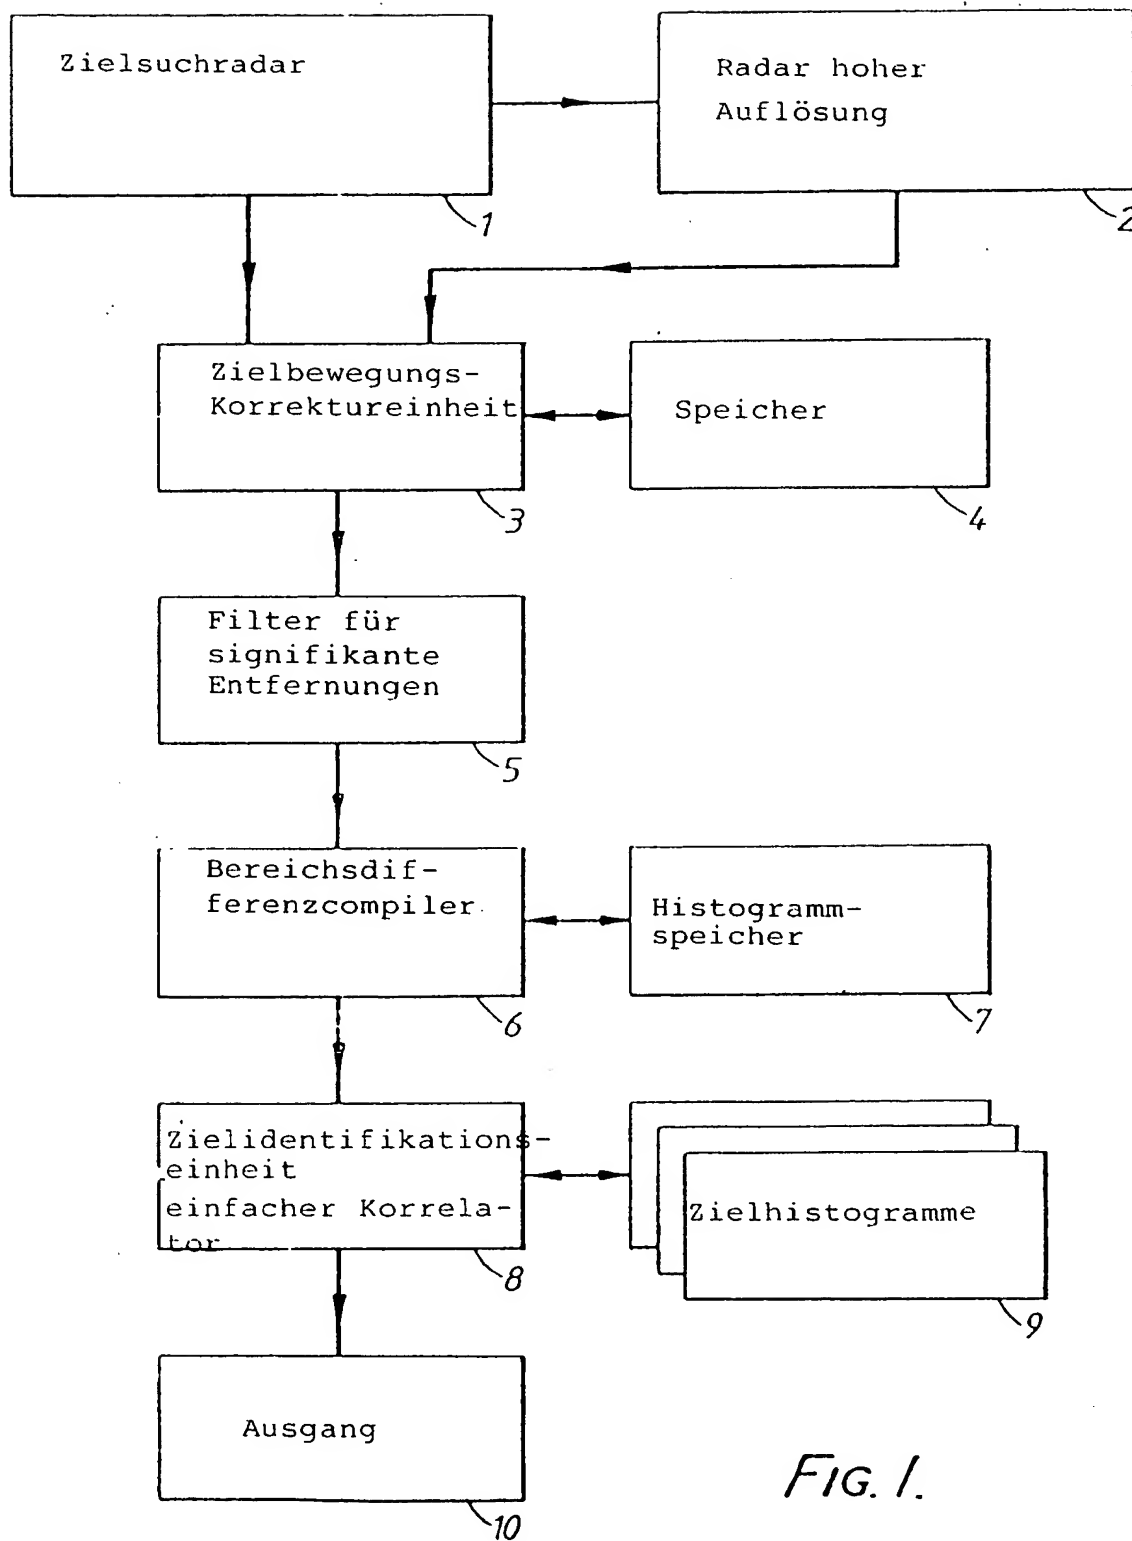 Zielsuchradar
1
Radar hoher
Auflösung
2
Zielbewegungs-
Korrektureinheit
3
Speicher
4
Filter für
signifikante
Entfernungen
5
Bereichsdif-
ferenzcompiler
6
Histogramm-
speicher
7
Zielidentifikations-
einheit
einfacher Korrela-
tor
8
Zielhistogramme
9
Ausgang
10
FIG. 1.